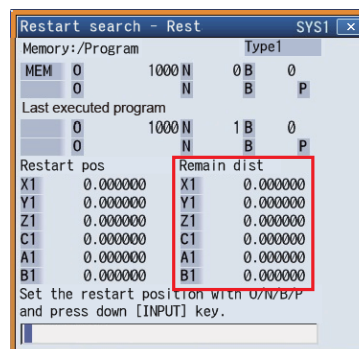 Restart search - Rest SYS1 ×
Memory:/Program Type1
MEM O 1000 N 0 B 0
O N B P
Last executed program
O 1000 N 1 B 0
O N B P
Restart pos Remain dist
X1 0.000000 X1 0.000000
Y1 0.000000 Y1 0.000000
Z1 0.000000 Z1 0.000000
C1 0.000000 C1 0.000000
A1 0.000000 A1 0.000000
B1 0.000000 B1 0.000000
Set the restart position with O/N/B/P
and press down [INPUT] key.